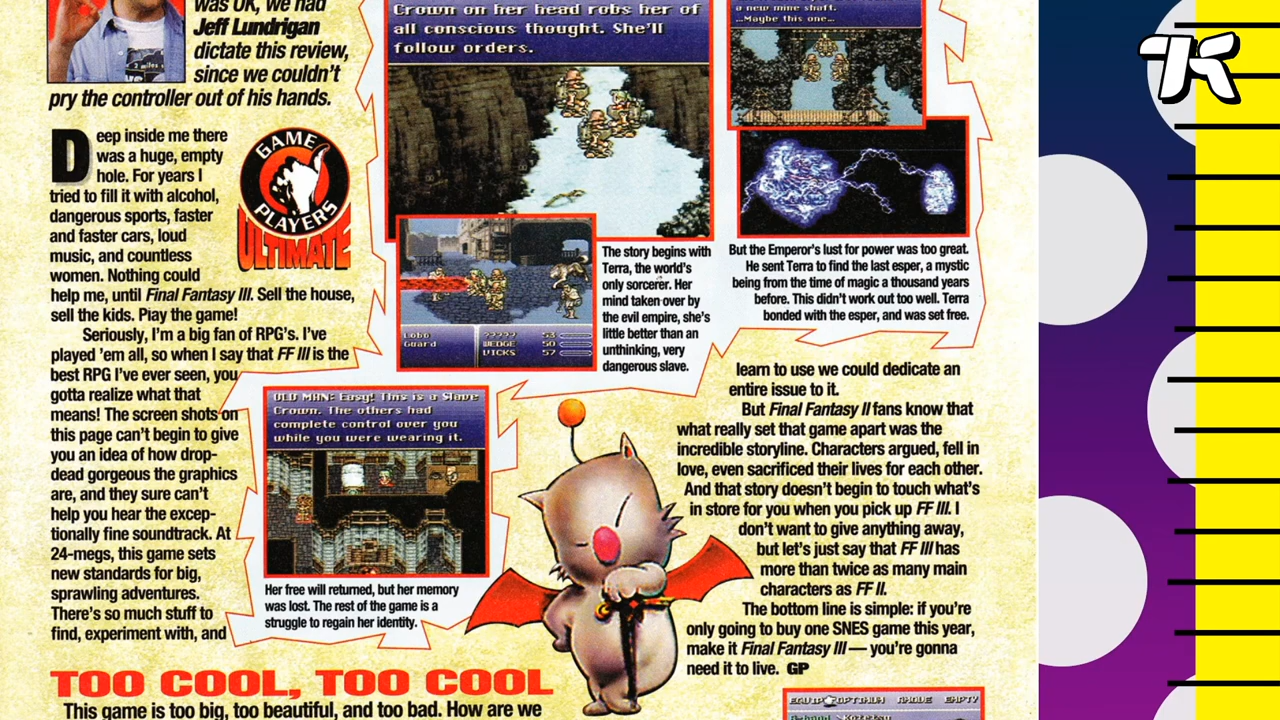 was OK, we had
Jeff Lundrigan
dictate this review,
since we couldn't
pry the controller out of his hands.
Deep inside me there
was a huge, empty
hole. For years I
tried to fill it with alcohol,
dangerous sports, faster
and faster cars, loud
music, and countless
women. Nothing could
help me, until Final Fantasy III. Sell the house,
sell the kids. Play the game!
Seriously, I'm a big fan of RPG's. I've
played 'em all, so when I say that FF III is the
best RPG I've ever seen, you
gotta realize what that
means! The screen shots on
this page can't begin to give
you an idea of how drop-
dead gorgeous the graphics
are, and they sure can't
help you hear the excep-
tionally fine soundtrack. At
24-megs, this game sets
new standards for big,
sprawling adventures.
There's so much stuff to
find, experiment with, and
GAME
PLAYERS
ULTIMATE
Crown on her head robs her of
all conscious thought. She'll
follow orders.
a new mine shaft.
...Maybe this one...
Lobo
Guard
?????
53
WEDGE
50
VICKS
57
The story begins with
Terra, the world's
only sorcerer. Her
mind taken over by
the evil empire, she's
little better than an
unthinking, very
dangerous slave.
But the Emperor's lust for power was too great.
He sent Terra to find the last esper, a mystic
being from the time of magic a thousand years
before. This didn't work out too well. Terra
bonded with the esper, and was set free.
OLD MAN: Easy! This is a Slave
Crown. The others had
complete control over you
while you were wearing it.
Her free will returned, but her memory
was lost. The rest of the game is a
struggle to regain her identity.
learn to use we could dedicate an
entire issue to it.
But Final Fantasy II fans know that
what really set that game apart was the
incredible storyline. Characters argued, fell in
love, even sacrificed their lives for each other.
And that story doesn't begin to touch what's
in store for you when you pick up FF III. I
don't want to give anything away,
but let's just say that FF III has
more than twice as many main
characters as FF II.
The bottom line is simple: if you're
only going to buy one SNES game this year,
make it Final Fantasy III — you're gonna
need it to live. GP
TOO COOL, TOO COOL
This game is too big, too beautiful, and too bad. How are we
EQUIP OPTIMUM RMOVE EMPTY
K